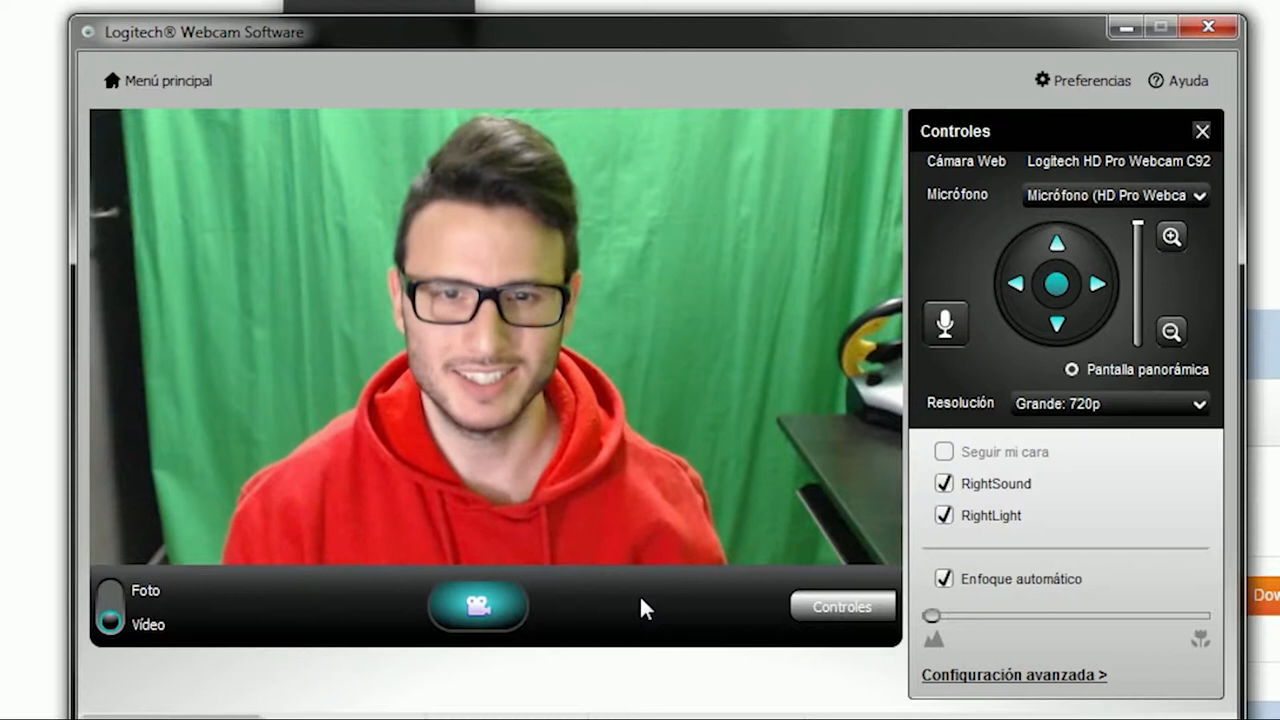 Logitech® Webcam Software
Menú principal
Preferencias
Ayuda
Controles
Cámara Web Logitech HD Pro Webcam C92
Micrófono Micrófono (HD Pro Webca
Pantalla panorámica
Resolución Grande: 720p
Seguir mi cara
RightSound
RightLight
Enfoque automático
Configuración avanzada >
Foto
Vídeo
Controles
Dow